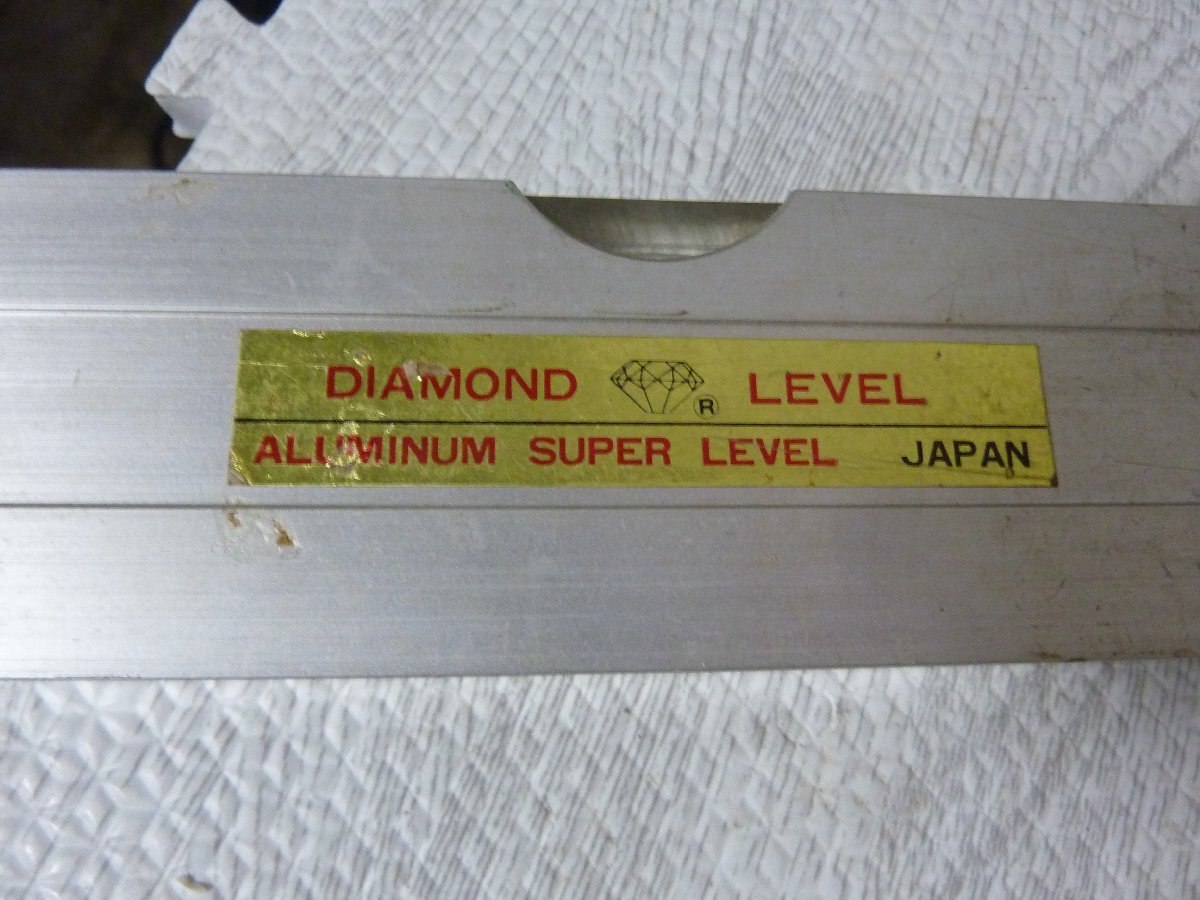 DIAMOND ® LEVEL
ALUMINUM SUPER LEVEL JAPAN